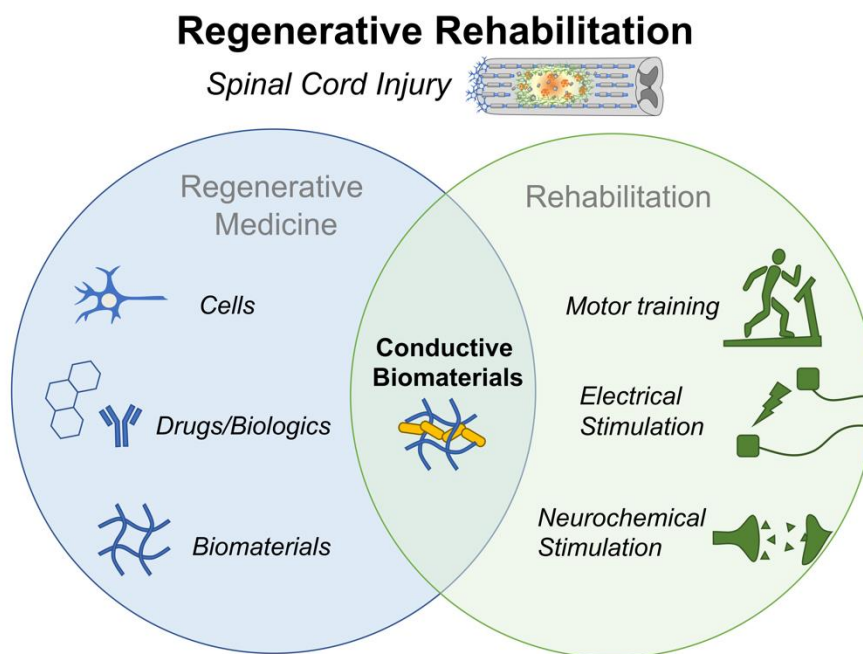 Regenerative Rehabilitation
Spinal Cord Injury
Regenerative
Medicine
Cells
Drugs/Biologics
Biomaterials
Conductive
Biomaterials
Rehabilitation
Motor training
Electrical
Stimulation
Neurochemical
Stimulation